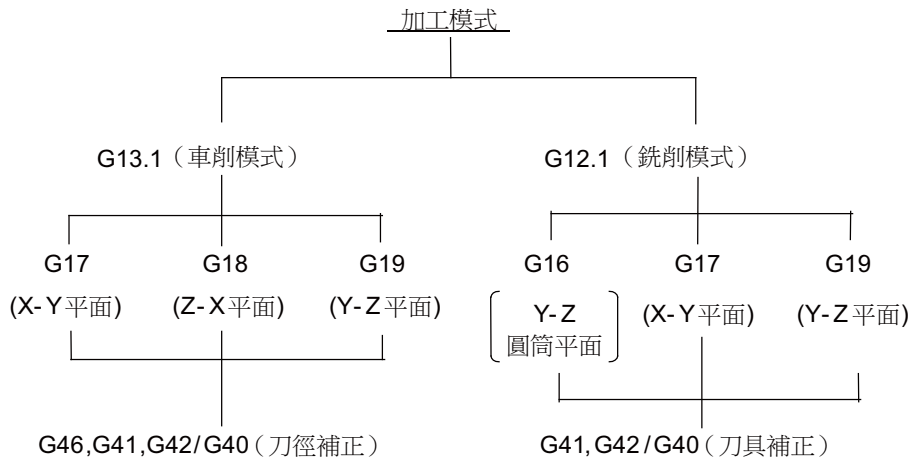 加工模式
G13.1（車削模式） G12.1（銑削模式）
G17 G18 G19 G16 G17 G19
(X-Y平面) (Z-X平面) (Y-Z平面) Y-Z (X-Y平面) (Y-Z平面)
圓筒平面
G46,G41,G42/G40（刀徑補正） G41,G42/G40（刀具補正）